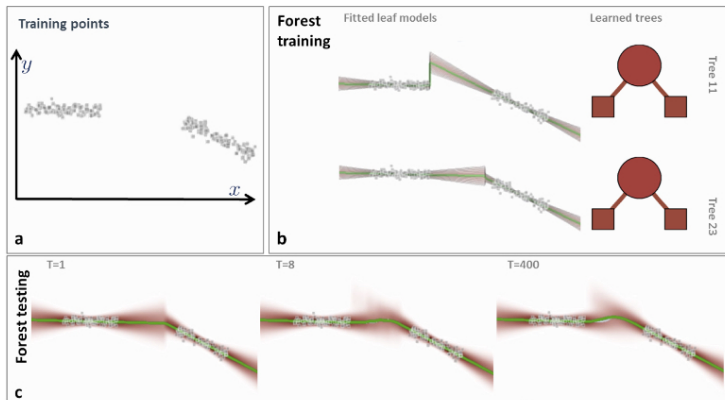 Training points
y
x
a
Forest
training
Fitted leaf models
Learned trees
Tree 11
Tree 23
b
Forest testing
T=1
T=8
T=400
c